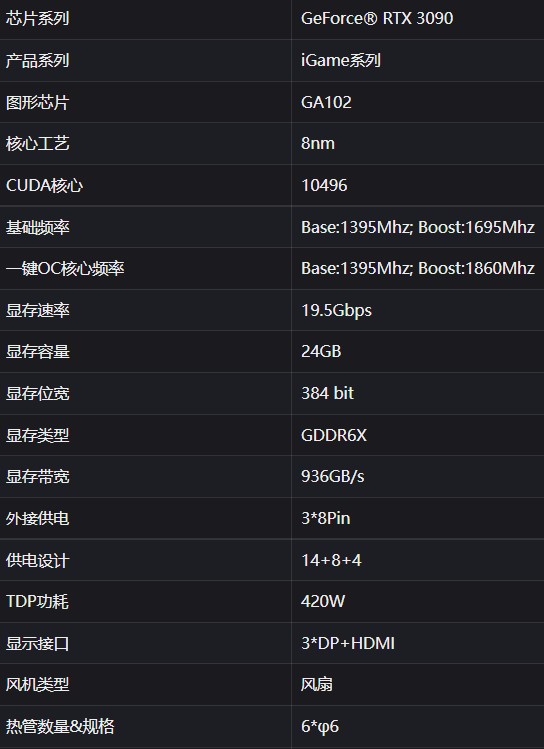 芯片系列 GeForce® RTX 3090
产品系列 iGame系列
图形芯片 GA102
核心工艺 8nm
CUDA核心 10496
基础频率 Base:1395Mhz; Boost:1695Mhz
一键OC核心频率 Base:1395Mhz; Boost:1860Mhz
显存速率 19.5Gbps
显存容量 24GB
显存位宽 384 bit
显存类型 GDDR6X
显存带宽 936GB/s
外接供电 3*8Pin
供电设计 14+8+4
TDP功耗 420W
显示接口 3*DP+HDMI
风机类型 风扇
热管数量&规格 6*φ6